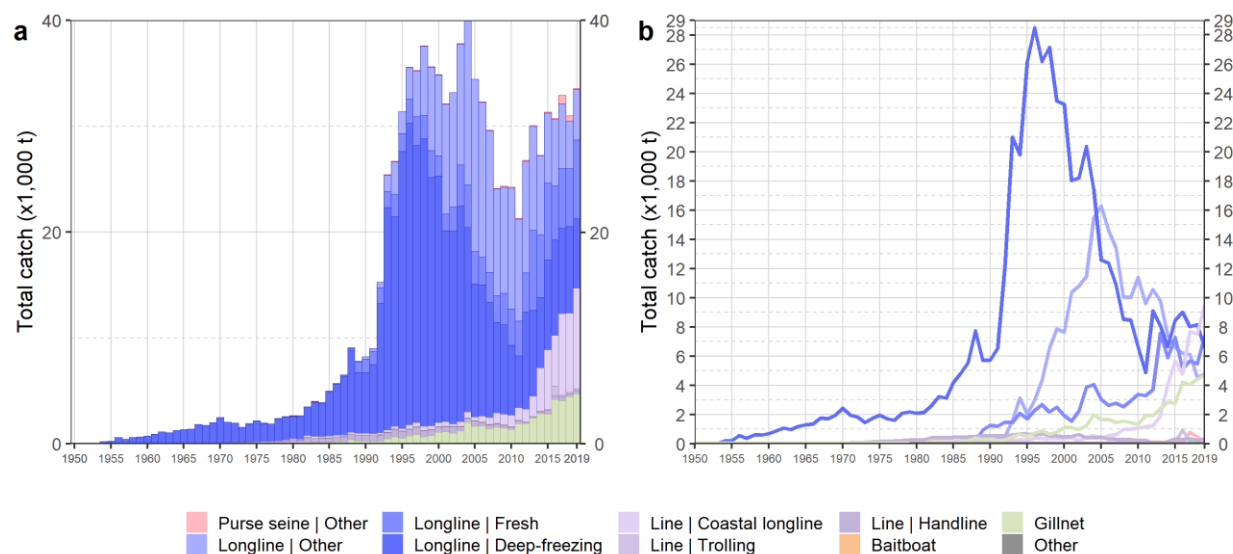 a
Total catch (x1,000 t)
40
20
0
40
20
0
1950 1955 1960 1965 1970 1975 1980 1985 1990 1995 2000 2005 2010 2015 2019
b
Total catch (x1,000 t)
29
28
26
24
22
20
18
16
14
12
10
8
6
4
2
0
29
28
26
24
22
20
18
16
14
12
10
8
6
4
2
0
1950 1955 1960 1965 1970 1975 1980 1985 1990 1995 2000 2005 2010 2015 2019
Purse seine | Other
Longline | Other
Longline | Fresh
Longline | Deep-freezing
Line | Coastal longline
Line | Trolling
Line | Handline
Baitboat
Gillnet
Other